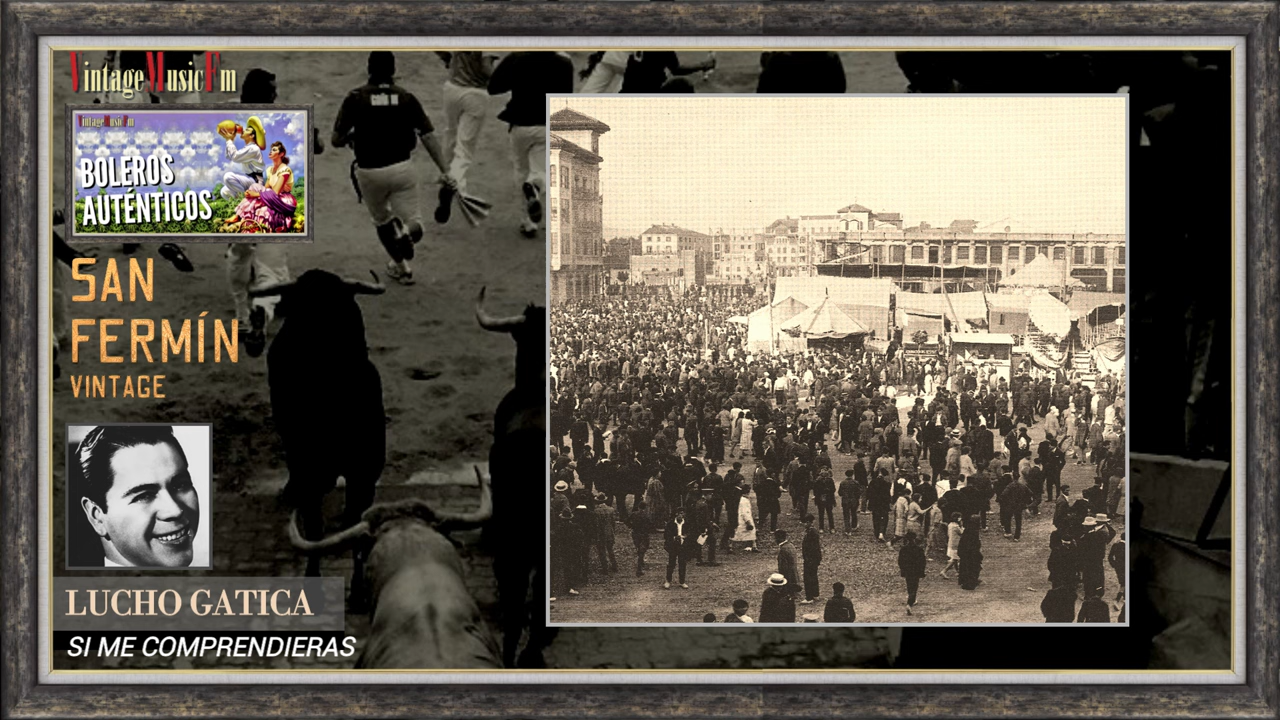 VintageMusicFm
VintageMusicFm
BOLEROS
AUTÉNTICOS
SAN
FERMÍN
VINTAGE
LUCHO GATICA
SI ME COMPRENDIERAS